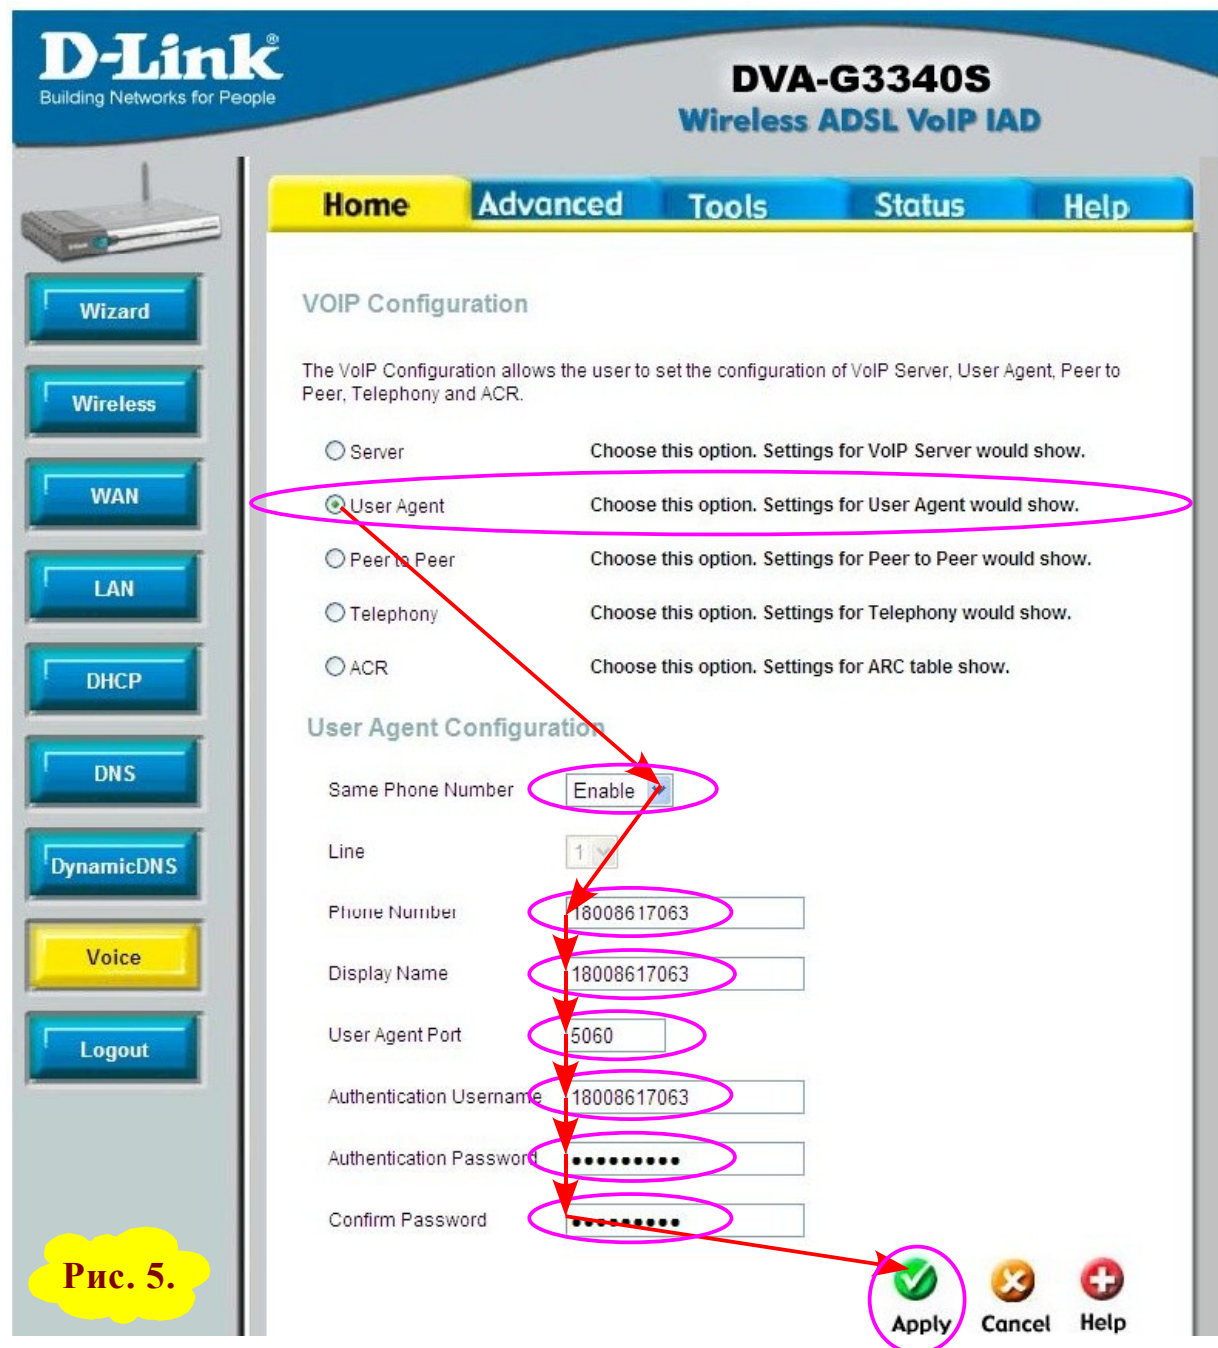 D-Link®
Building Networks for People
DVA-G3340S
Wireless ADSL VoIP IAD
Home Advanced Tools Status Help
Wizard
Wireless
WAN
LAN
DHCP
DNS
DynamicDNS
Voice
Logout
VOIP Configuration
The VoIP Configuration allows the user to set the configuration of VoIP Server, User Agent, Peer to
Peer, Telephony and ACR.
Server Choose this option. Settings for VoIP Server would show.
User Agent Choose this option. Settings for User Agent would show.
Peer to Peer Choose this option. Settings for Peer to Peer would show.
Telephony Choose this option. Settings for Telephony would show.
ACR Choose this option. Settings for ARC table show.
User Agent Configuration
Same Phone Number Enable
Line 1
Phone Number 18008617063
Display Name 18008617063
User Agent Port 5060
Authentication Username 18008617063
Authentication Password •••••••••
Confirm Password •••••••••
Apply Cancel Help
Рис. 5.